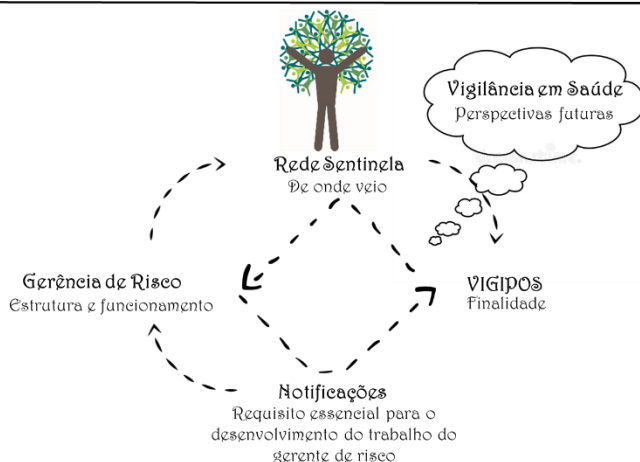 Vigilância em Saúde
Perspectivas futuras
Rede Sentinela
De onde veio
Gerência de Risco
Estrutura e funcionamento
VIGIPOS
Finalidade
Notificações
Requisito essencial para o
desenvolvimento do trabalho do
gerente de risco